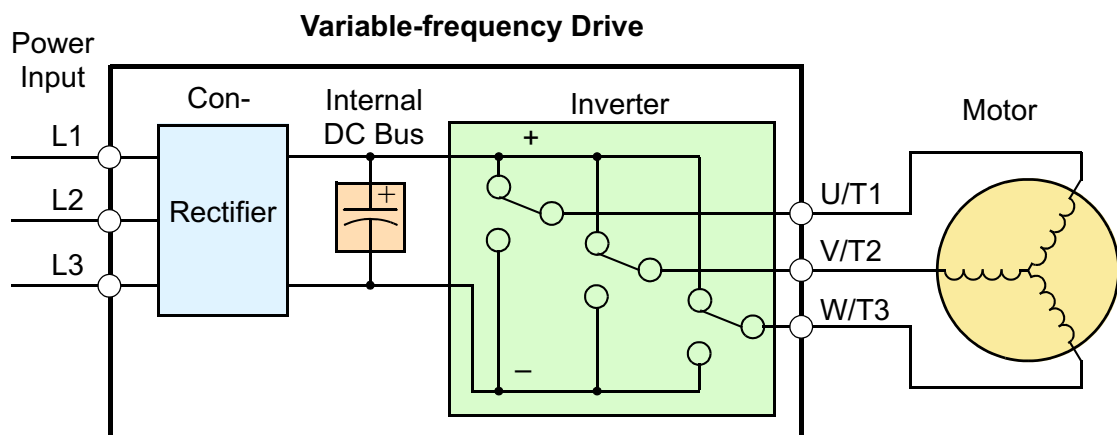 Variable-frequency Drive
Power
Input
L1
L2
L3
Con-
Rectifier
Internal
DC Bus
+
Inverter
+
–
U/T1
V/T2
W/T3
Motor